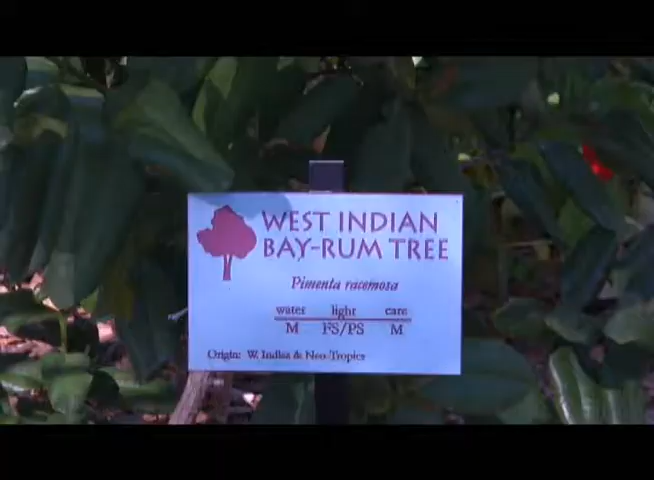 WEST INDIAN
BAY-RUM TREE
Pimenta racemosa
water light care
M FS/PS M
Origin: W. Indies & Neo-Tropics